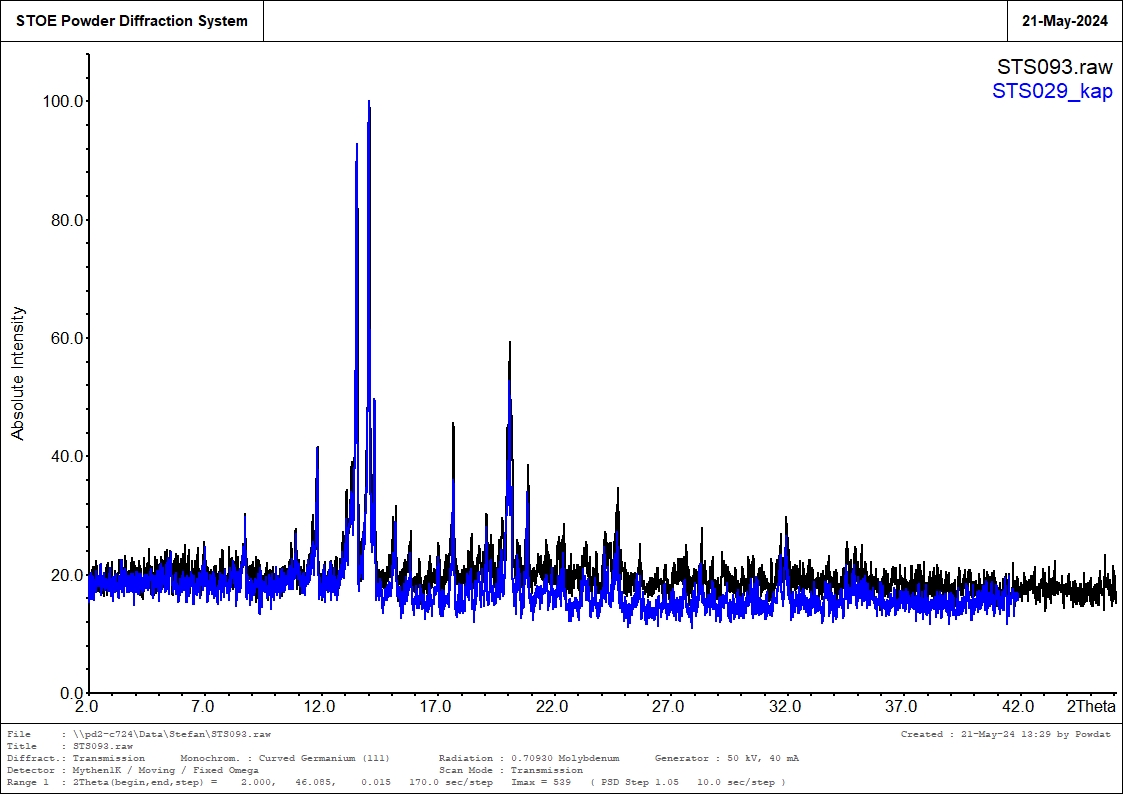 STOE Powder Diffraction System
21-May-2024
STS093.raw
STS029_kap
Absolute Intensity
100.0
80.0
60.0
40.0
20.0
0.0
2.0 7.0 12.0 17.0 22.0 27.0 32.0 37.0 42.0 2Theta
File : \\pd2-c724\Data\Stefan\STS093.raw Created : 21-May-24 13:29 by Powdat
Title : STS093.raw
Diffract.: Transmission Monochrom. : Curved Germanium (111) Radiation : 0.70930 Molybdenum Generator : 50 kV, 40 mA
Detector : Mythen1K / Moving / Fixed Omega Scan Mode : Transmission
Range 1 : 2Theta(begin,end,step) = 2.000, 46.085, 0.015 170.0 sec/step Imax = 539 ( PSD Step 1.05 10.0 sec/step )